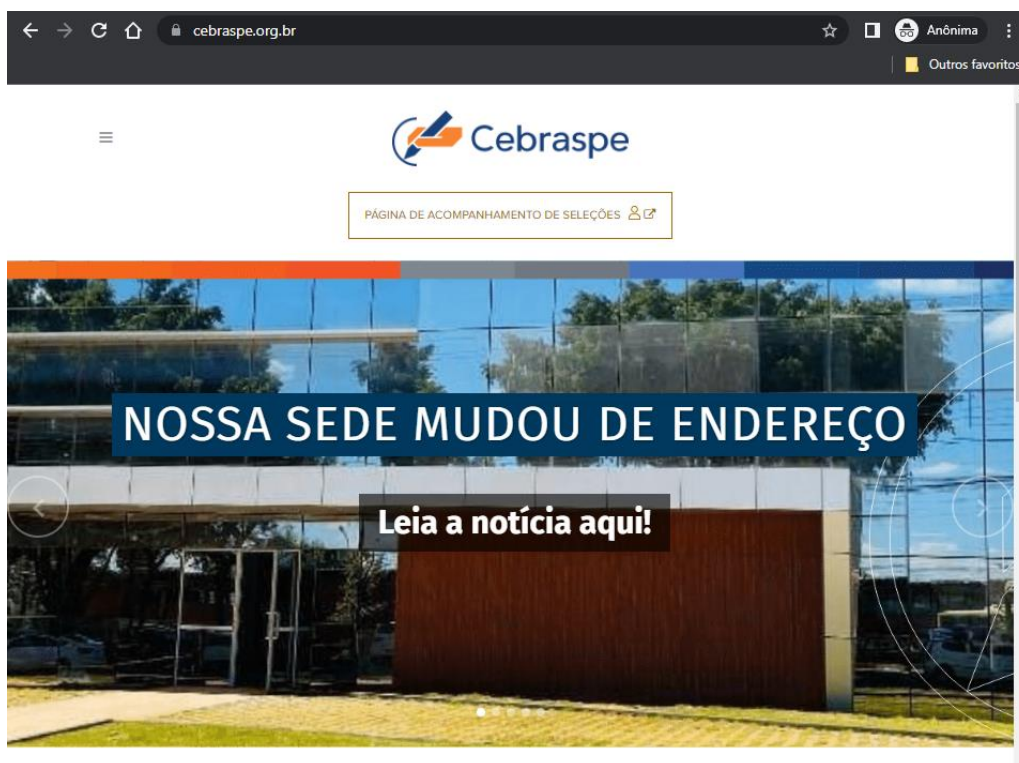 cebraspe.org.br
Anônima
Outros favoritos
Cebraspe
PÁGINA DE ACOMPANHAMENTO DE SELEÇÕES
NOSSA SEDE MUDOU DE ENDEREÇO
Leia a notícia aqui!